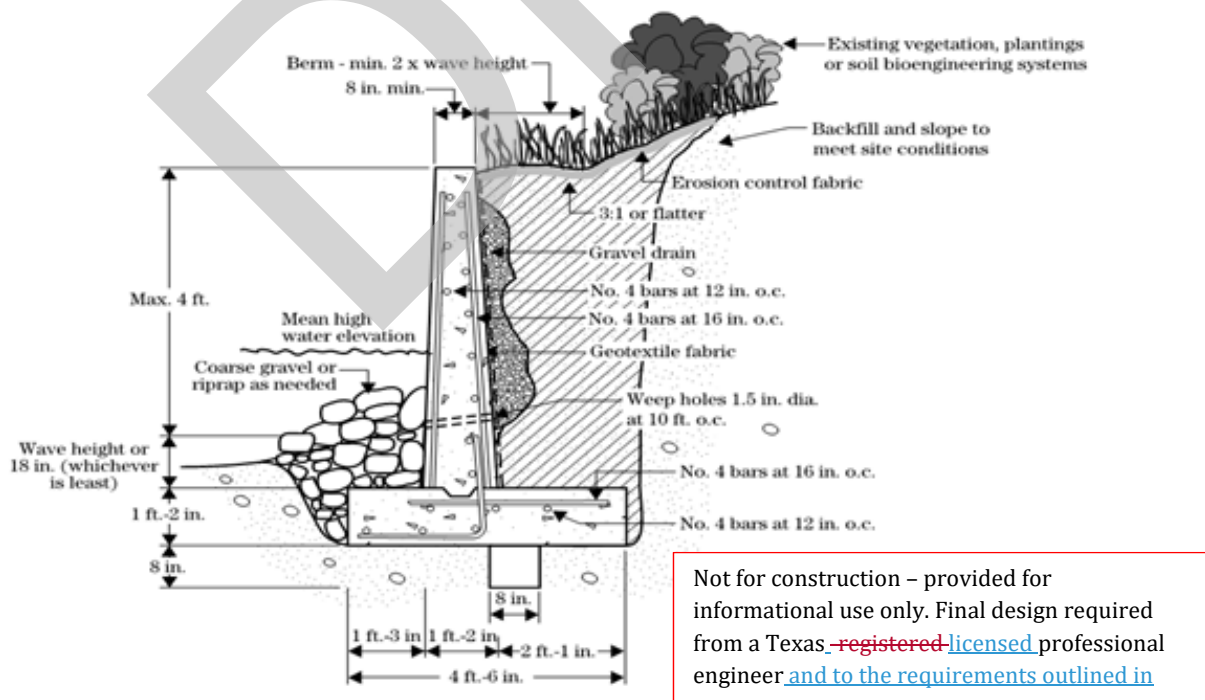 Existing vegetation, plantings
or soil bioengineering systems
Berm - min. 2 x wave height
8 in. min.
Backfill and slope to
meet site conditions
Erosion control fabric
3:1 or flatter
Gravel drain
Max. 4 ft.
No. 4 bars at 12 in. o.c.
Mean high
water elevation
No. 4 bars at 16 in. o.c.
Geotextile fabric
Coarse gravel or
riprap as needed
Weep holes 1.5 in. dia.
at 10 ft. o.c.
Wave height or
18 in. (whichever
is least)
No. 4 bars at 16 in. o.c.
1 ft.-2 in.
No. 4 bars at 12 in. o.c.
8 in.
8 in.
1 ft.-3 in
1 ft.-2 in
2 ft.-1 in.
4 ft.-6 in.
Not for construction – provided for
informational use only. Final design required
from a Texas registered licensed professional
engineer and to the requirements outlined in